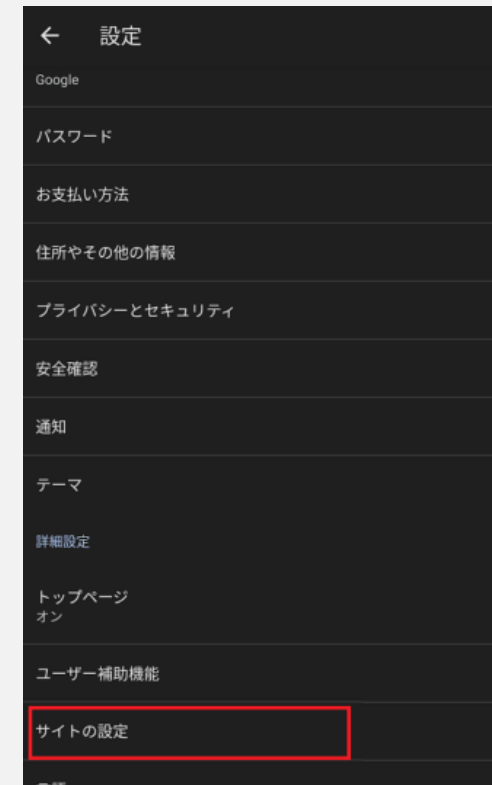 設定
Google
パスワード
お支払い方法
住所やその他の情報
プライバシーとセキュリティ
安全確認
通知
テーマ
詳細設定
トップページ
オン
ユーザー補助機能
サイトの設定